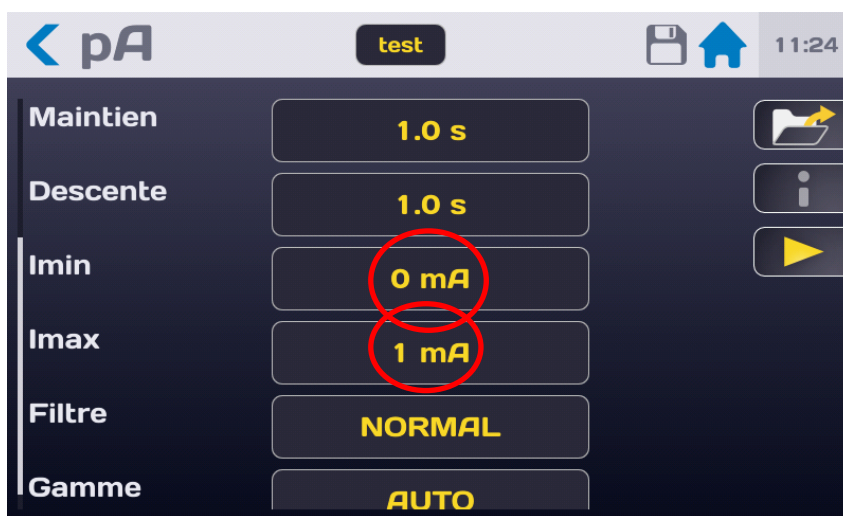 pA
test
11:24
Maintien
1.0 s
Descente
1.0 s
Imin
0 mA
Imax
1 mA
Filtre
NORMAL
Gamme
AUTO